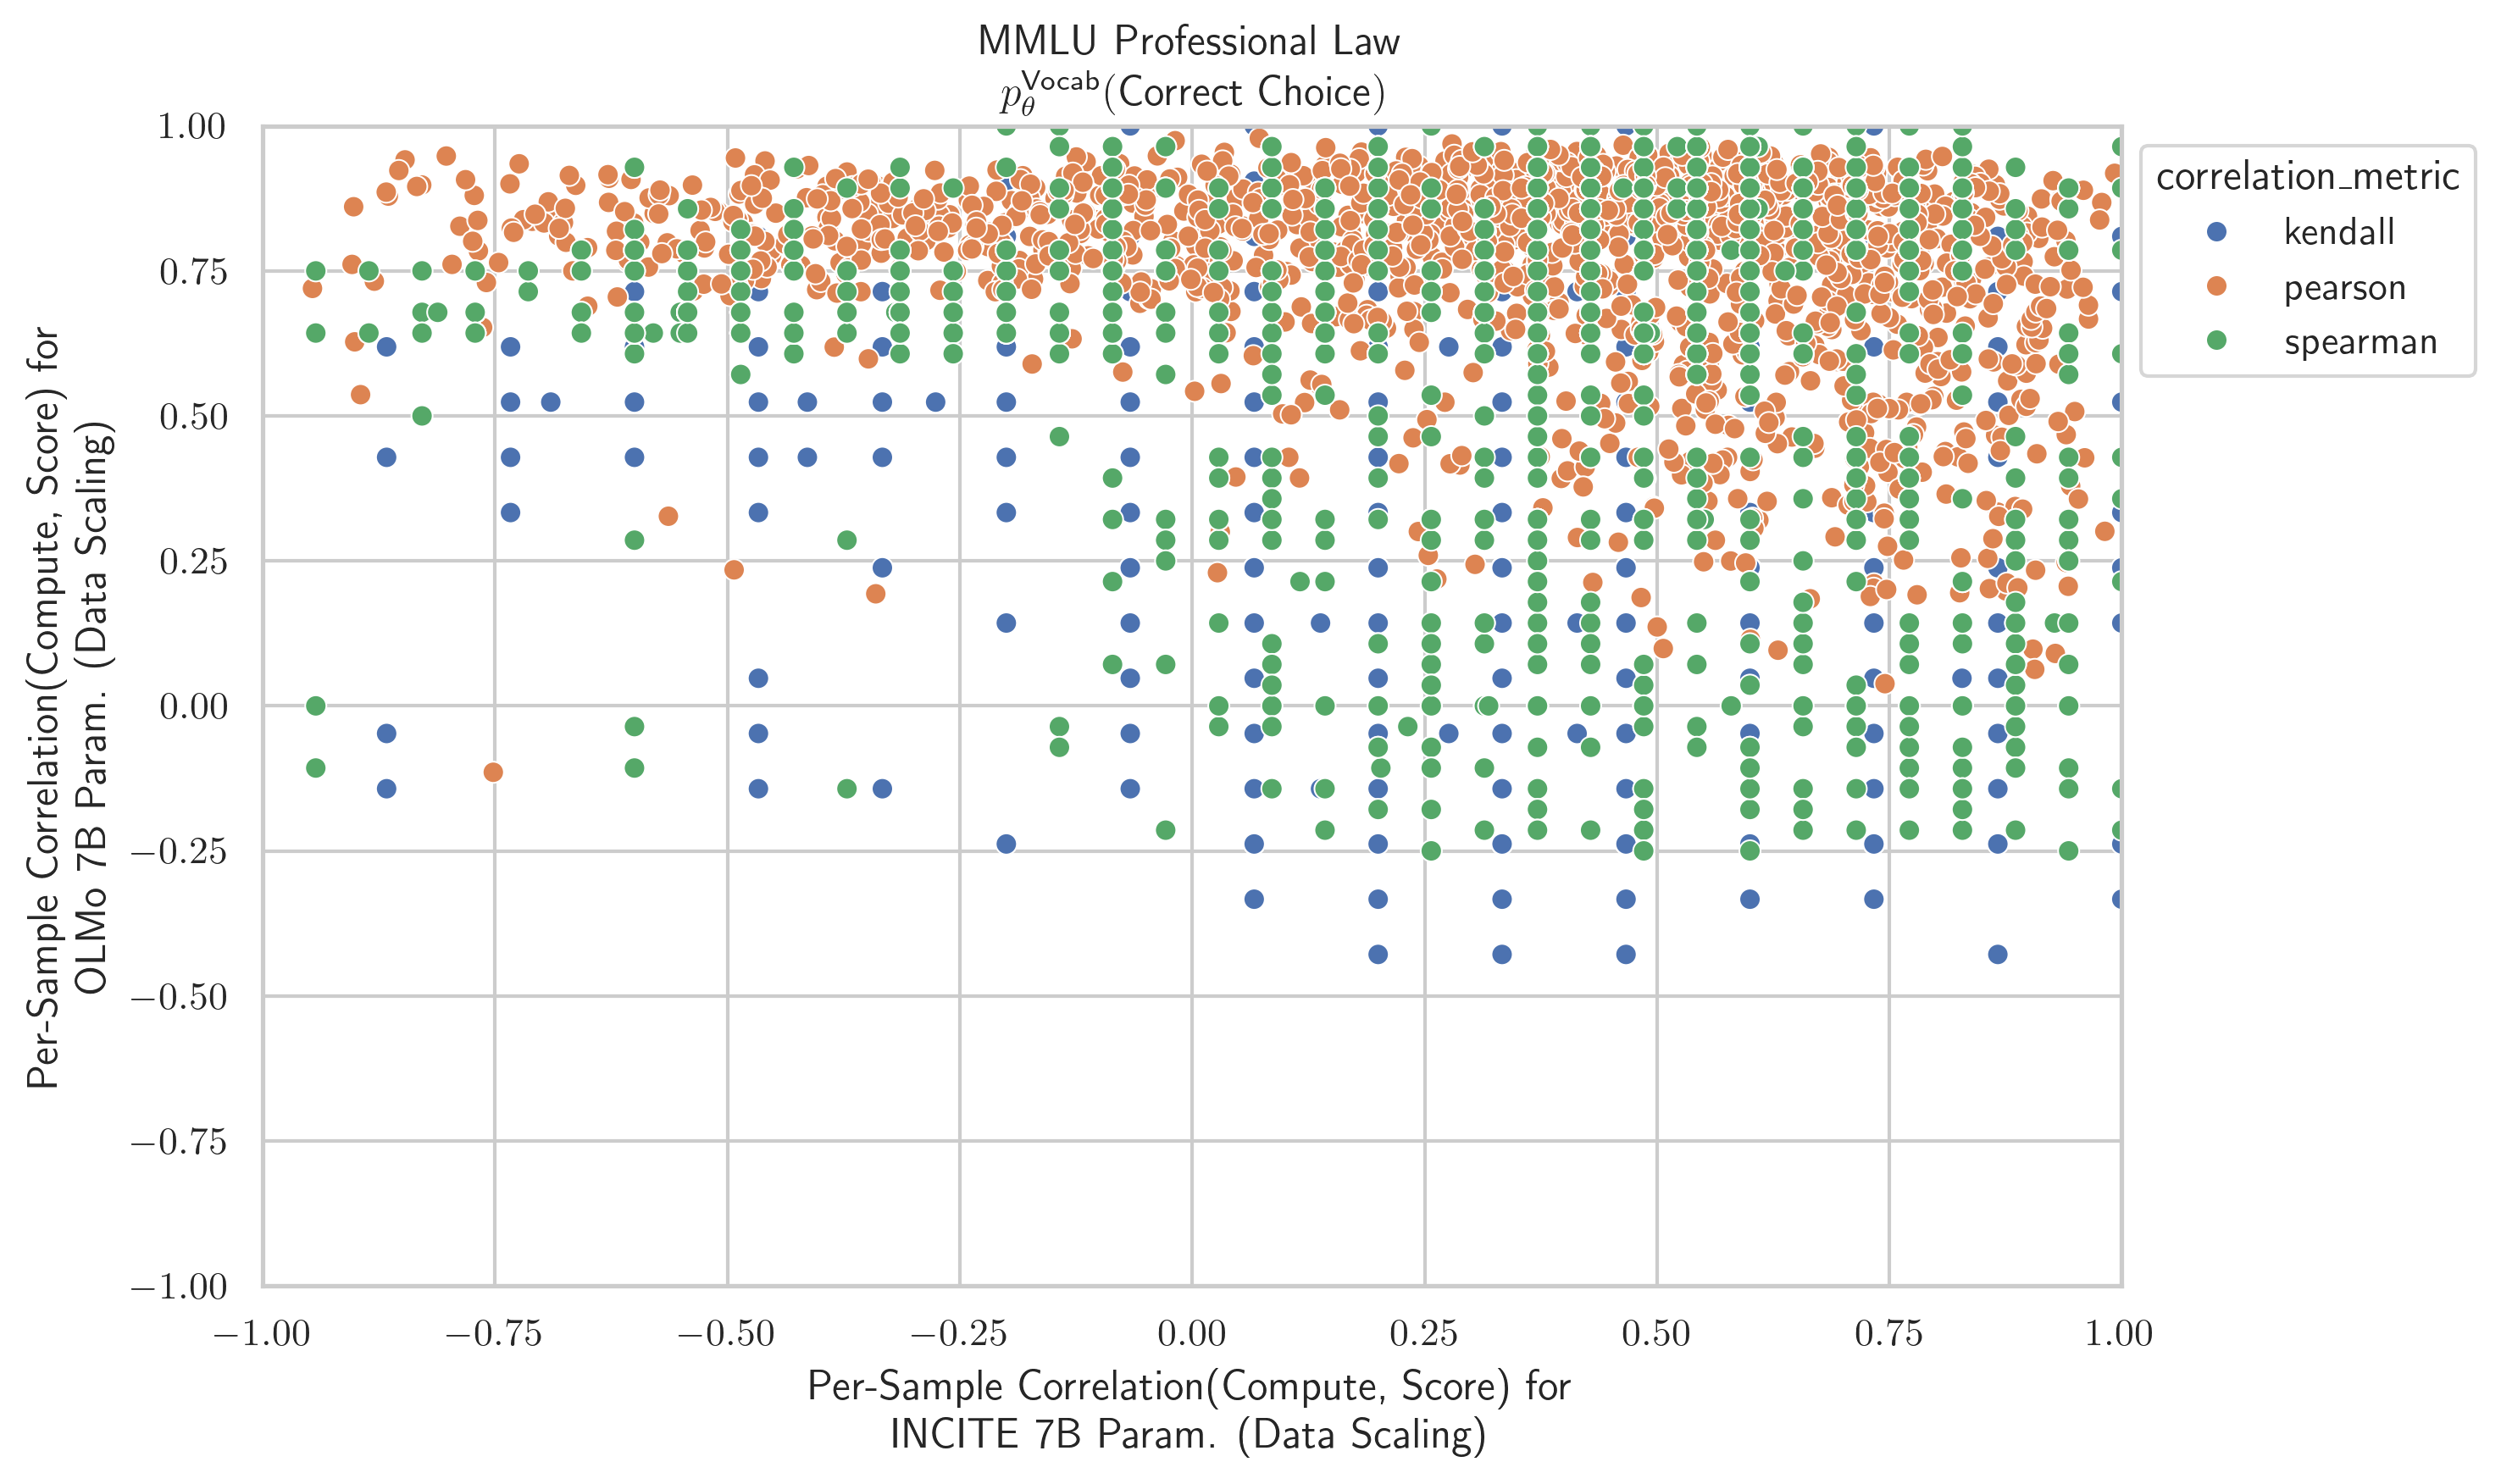 MMLU Professional Law
p_θ^Vocab(Correct Choice)
Per-Sample Correlation(Compute, Score) for
OLMo 7B Param. (Data Scaling)
1.00
0.75
0.50
0.25
0.00
−0.25
−0.50
−0.75
−1.00
−1.00 −0.75 −0.50 −0.25 0.00 0.25 0.50 0.75 1.00
Per-Sample Correlation(Compute, Score) for
INCITE 7B Param. (Data Scaling)
correlation_metric
kendall
pearson
spearman